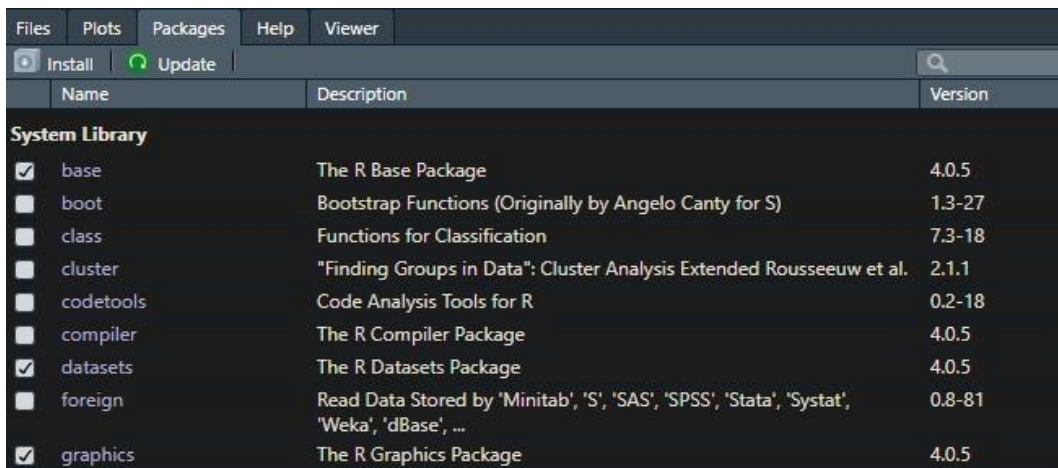 Files Plots Packages Help Viewer
Install Update
Name Description Version
System Library
base The R Base Package 4.0.5
boot Bootstrap Functions (Originally by Angelo Canty for S) 1.3-27
class Functions for Classification 7.3-18
cluster "Finding Groups in Data": Cluster Analysis Extended Rousseeuw et al. 2.1.1
codetools Code Analysis Tools for R 0.2-18
compiler The R Compiler Package 4.0.5
datasets The R Datasets Package 4.0.5
foreign Read Data Stored by 'Minitab', 'S', 'SAS', 'SPSS', 'Stata', 'Systat', 0.8-81
'Weka', 'dBase', ...
graphics The R Graphics Package 4.0.5